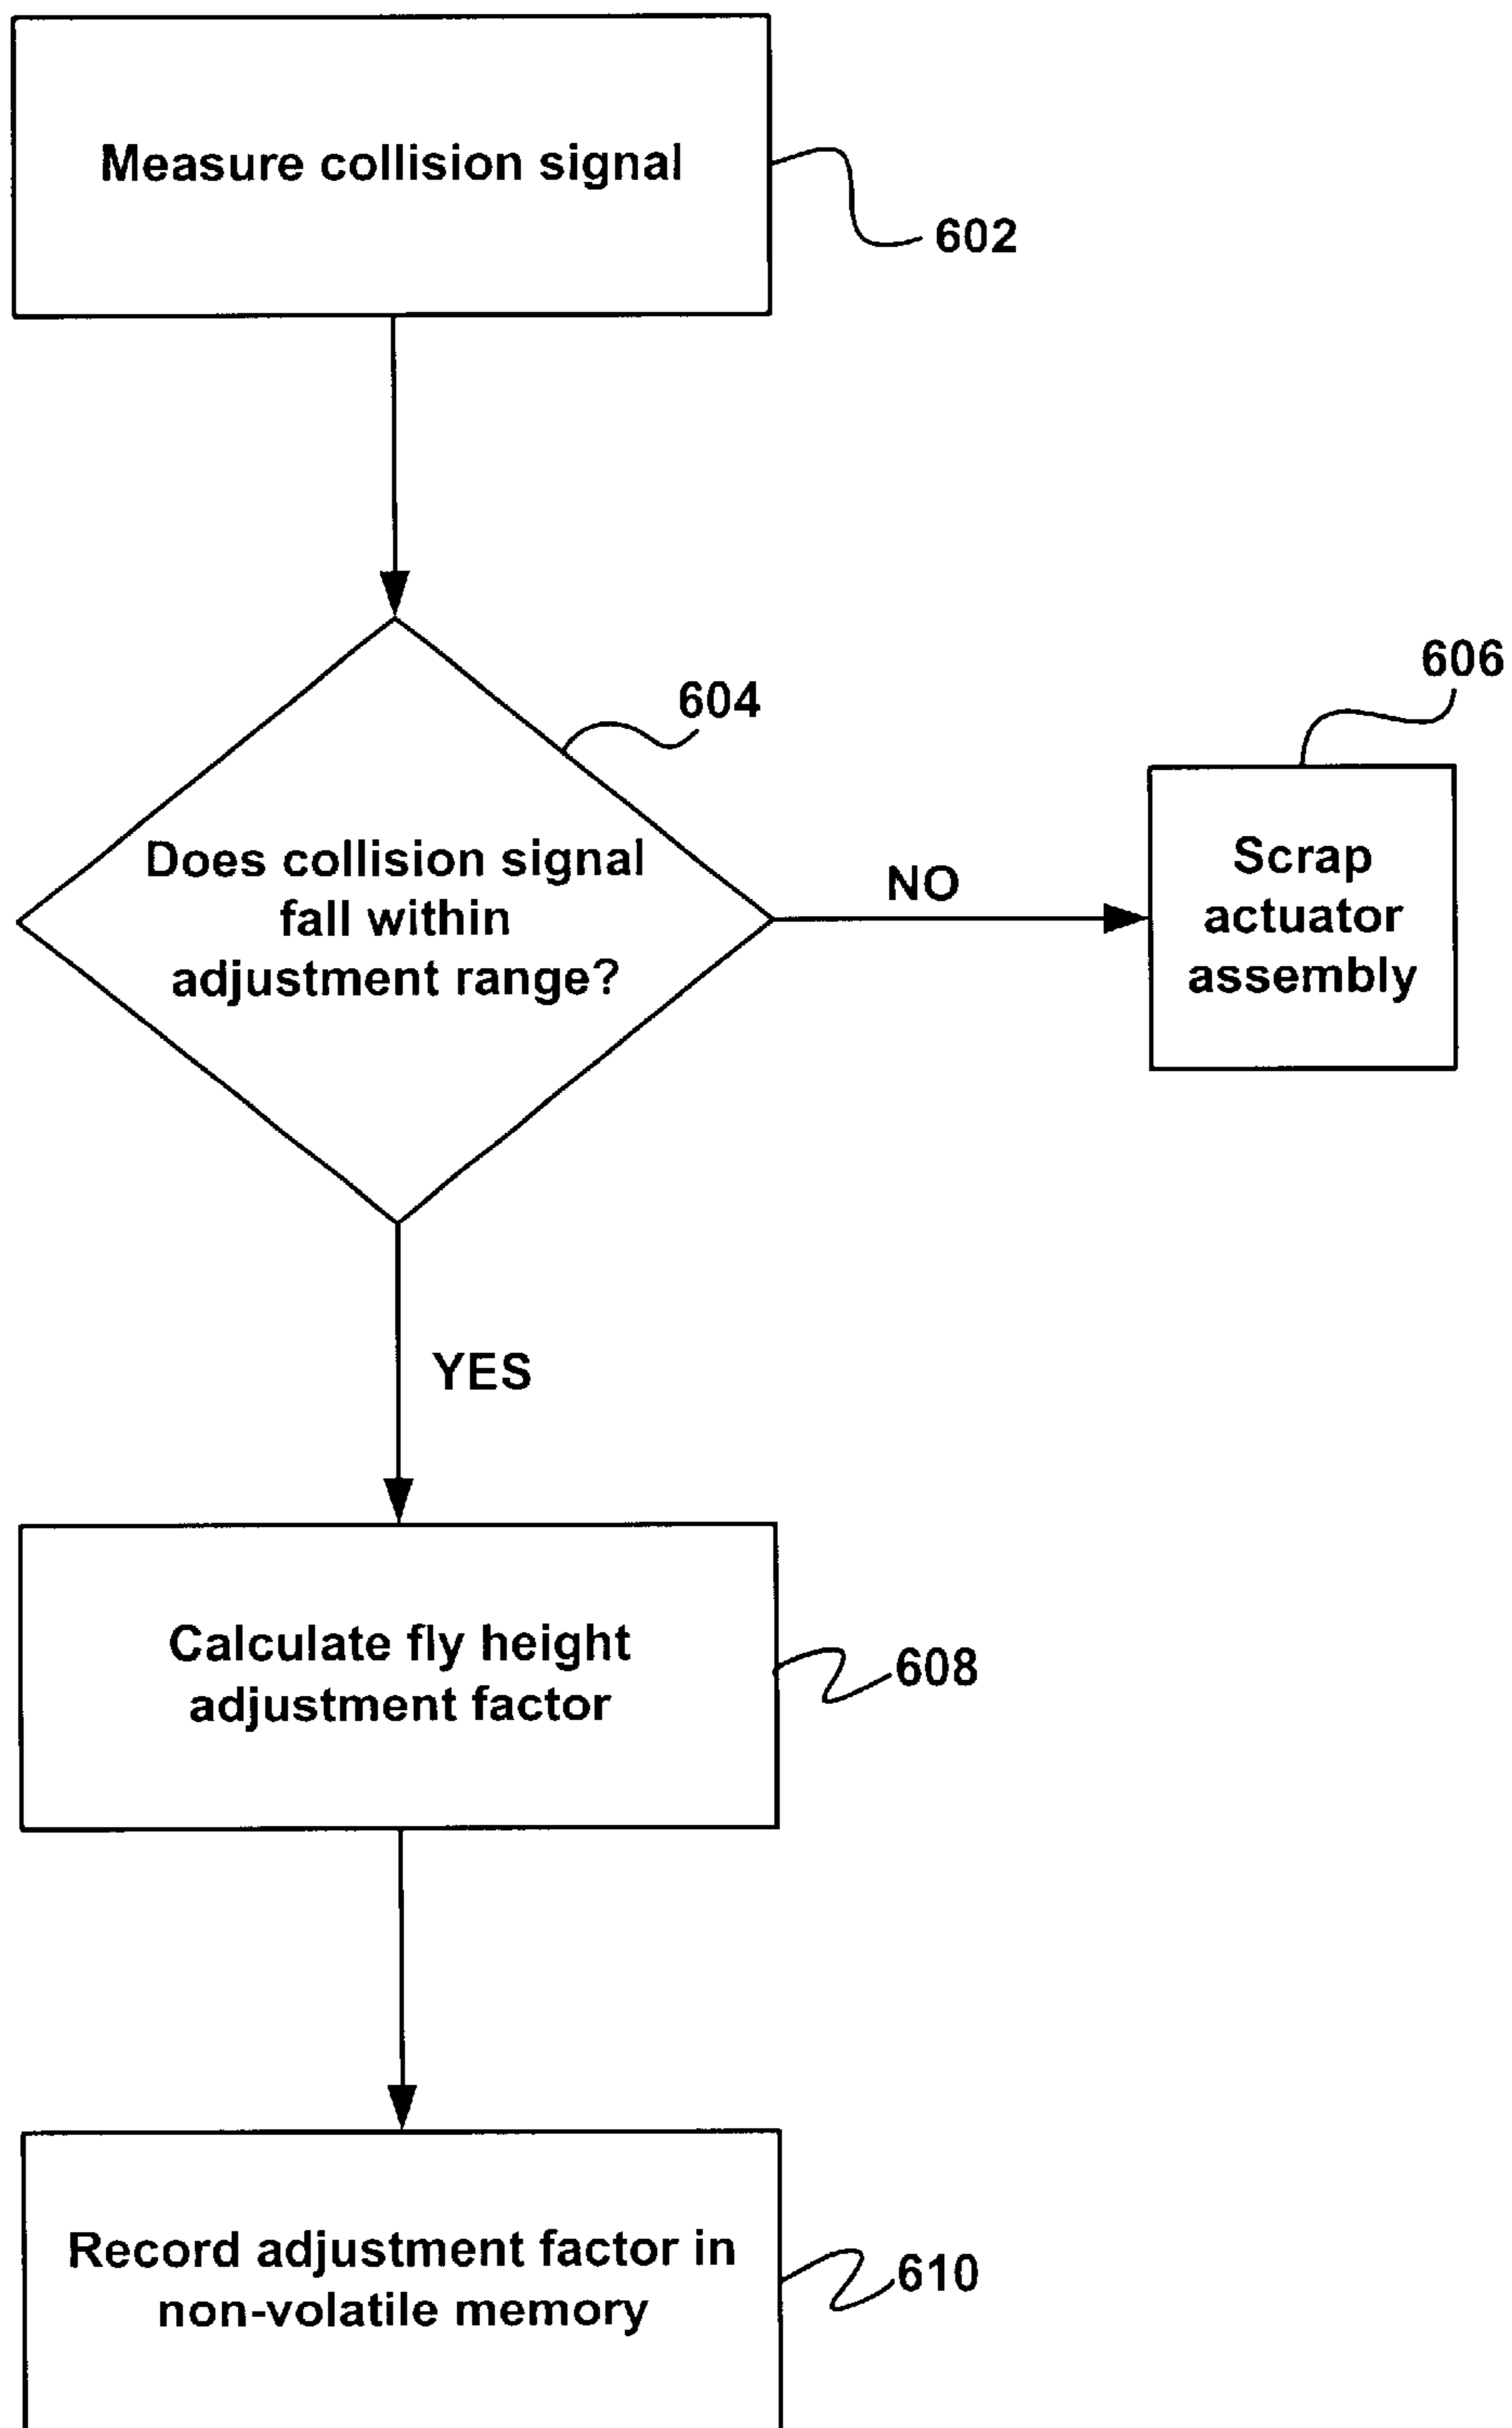 Measure collision signal
602
604
606
Does collision signal
fall within
adjustment range?
NO
Scrap
actuator
assembly
YES
Calculate fly height
adjustment factor
608
Record adjustment factor in
non-volatile memory
610